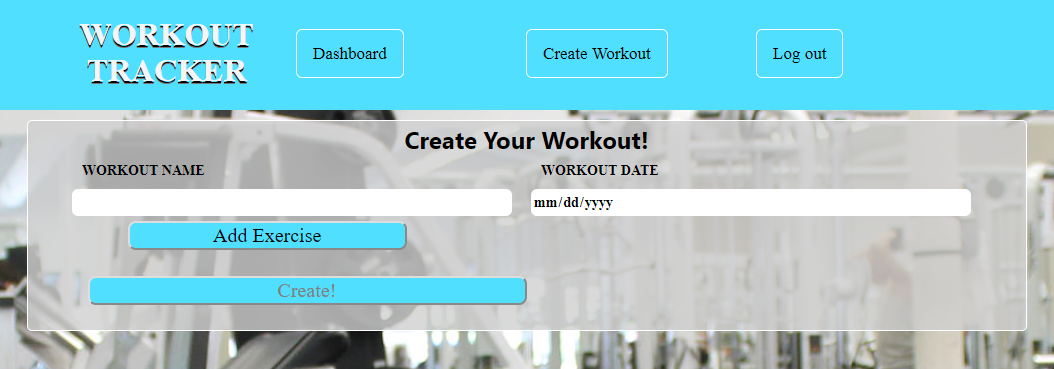 WORKOUT
TRACKER
Dashboard
Create Workout
Log out
Create Your Workout!
WORKOUT NAME
WORKOUT DATE
mm/dd/yyyy
Add Exercise
Create!